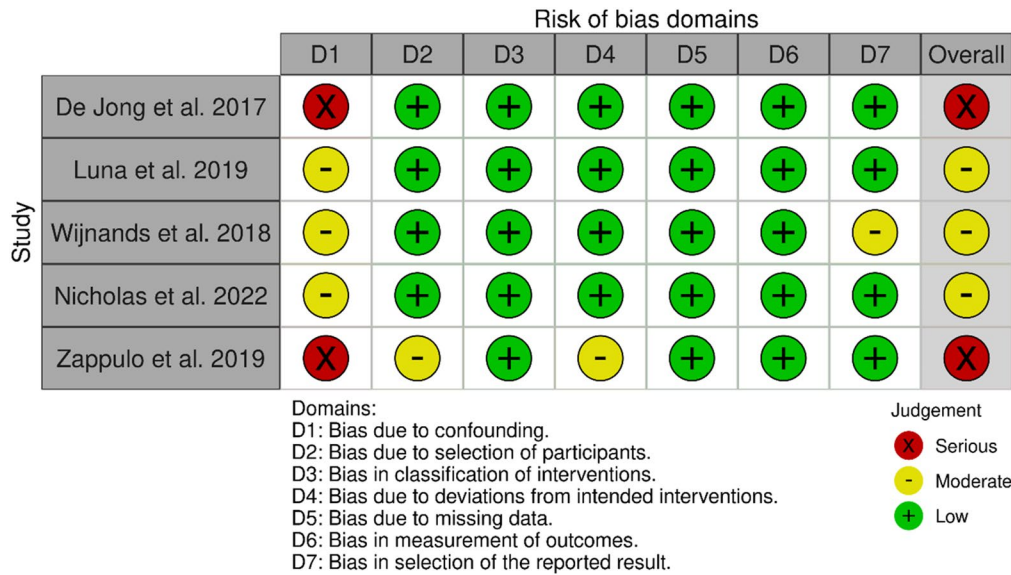 Risk of bias domains
D1 D2 D3 D4 D5 D6 D7 Overall
Study
De Jong et al. 2017 X + + + + + + X
Luna et al. 2019 - + + + + + + -
Wijnands et al. 2018 - + + + + + - -
Nicholas et al. 2022 - + + + + + + -
Zappulo et al. 2019 X - + - + + + X
Domains:
D1: Bias due to confounding.
D2: Bias due to selection of participants.
D3: Bias in classification of interventions.
D4: Bias due to deviations from intended interventions.
D5: Bias due to missing data.
D6: Bias in measurement of outcomes.
D7: Bias in selection of the reported result.
Judgement
X Serious
- Moderate
+ Low